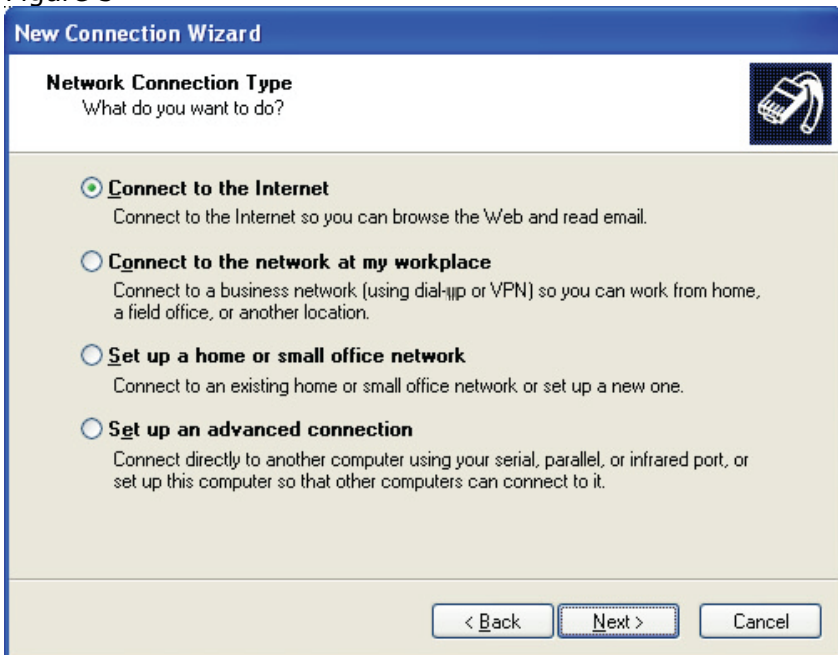 New Connection Wizard
Network Connection Type
What do you want to do?
Connect to the Internet
Connect to the Internet so you can browse the Web and read email.
Connect to the network at my workplace
Connect to a business network (using dial-up or VPN) so you can work from home,
a field office, or another location.
Set up a home or small office network
Connect to an existing home or small office network or set up a new one.
Set up an advanced connection
Connect directly to another computer using your serial, parallel, or infrared port, or
set up this computer so that other computers can connect to it.
< Back
Next >
Cancel